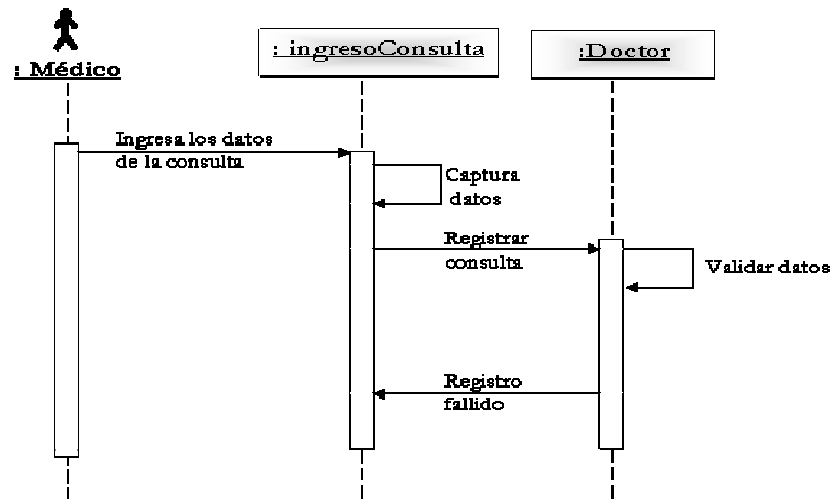 : Médico
: ingresoConsulta
:Doctor
Ingresa los datos
de la consulta
Captura
datos
Registrar
consulta
Validar datos
Registro
fallido